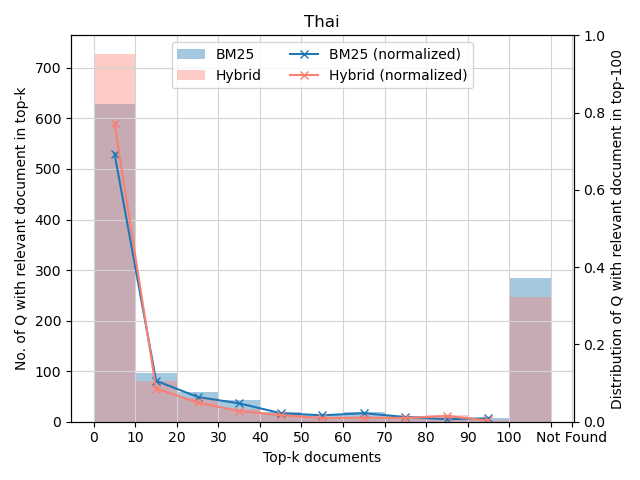 Thai
BM25
Hybrid
BM25 (normalized)
Hybrid (normalized)
No. of Q with relevant document in top-k
700
600
500
400
300
200
100
0
Distribution of Q with relevant document in top-100
1.0
0.8
0.6
0.4
0.2
0.0
0 10 20 30 40 50 60 70 80 90 100 Not Found
Top-k documents